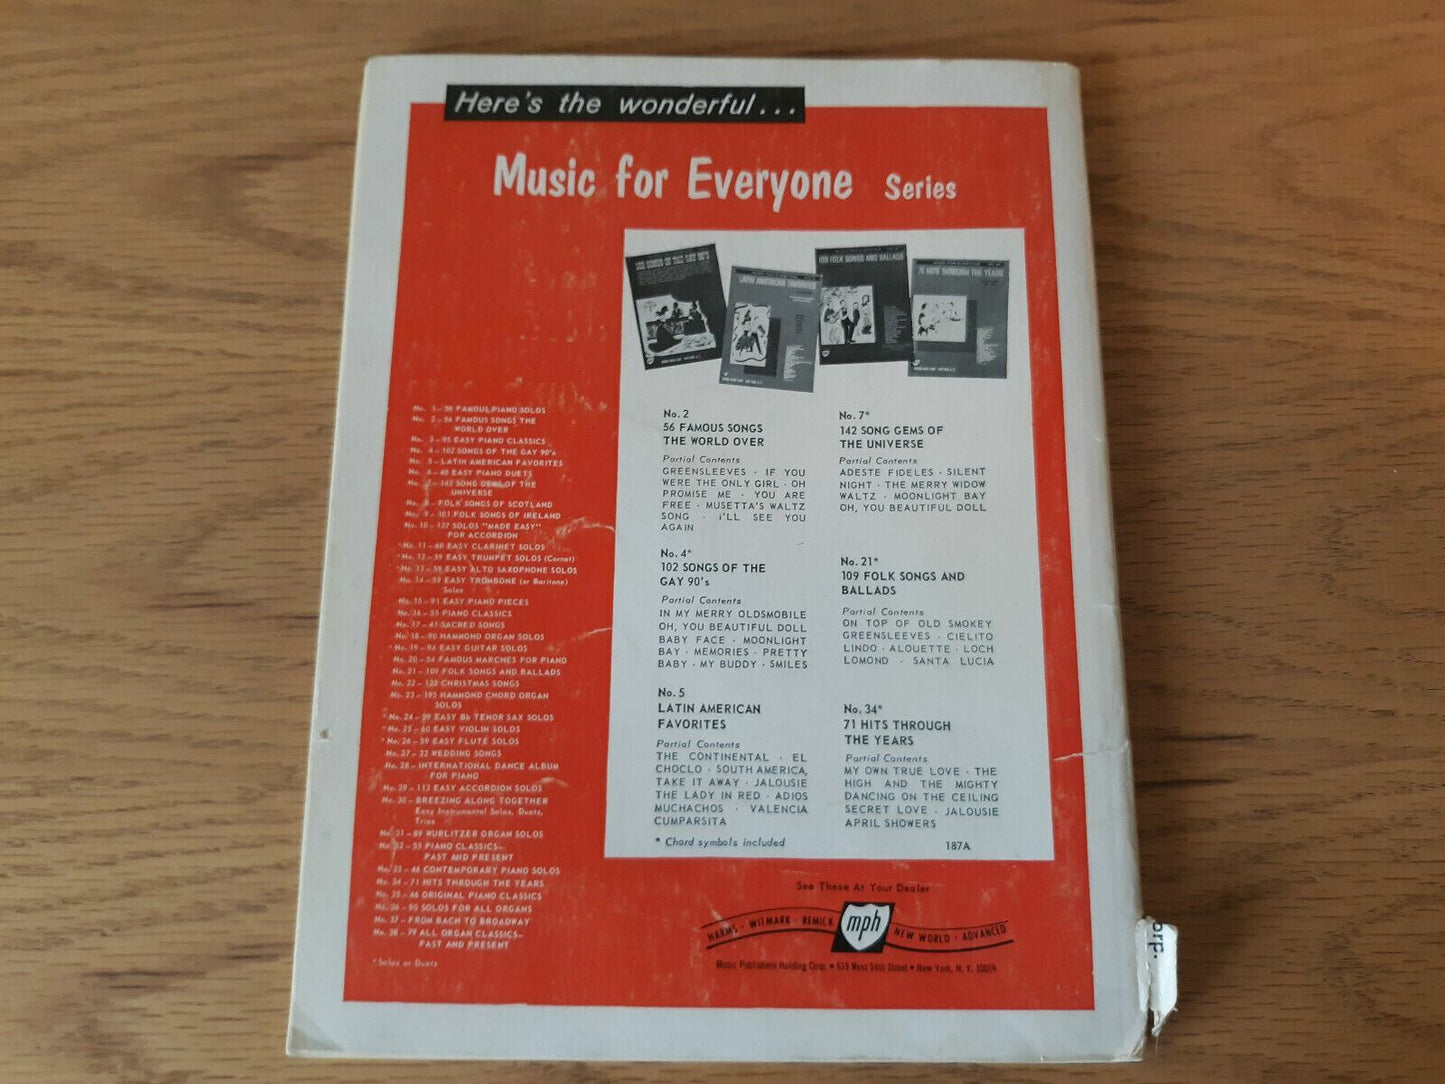 Here's the wonderful...
Music for Everyone Series
102 SONGS OF THE GAY 90'S
LATIN AMERICAN FAVORITES
109 FOLK SONGS AND BALLADS
71 HITS THROUGH THE YEARS
No. 1 – 59 FAMOUS PIANO SOLOS
No. 2 – 56 FAMOUS SONGS THE
WORLD OVER
No. 3 – 95 EASY PIANO CLASSICS
No. 4 – 102 SONGS OF THE GAY 90's
No. 5 – LATIN AMERICAN FAVORITES
No. 6 – 48 EASY PIANO DUETS
No. 7 – 142 SONG GEMS OF THE
UNIVERSE
No. 8 – FOLK SONGS OF SCOTLAND
No. 9 – 101 FOLK SONGS OF IRELAND
No. 10 – 137 SOLOS "MADE EASY"
FOR ACCORDION
*No. 11 – 60 EASY CLARINET SOLOS
*No. 12 – 59 EASY TRUMPET SOLOS (Cornet)
*No. 13 – 59 EASY ALTO SAXOPHONE SOLOS
*No. 14 – 59 EASY TROMBONE (or Baritone)
Solos
No. 15 – 91 EASY PIANO PIECES
No. 16 – 55 PIANO CLASSICS
No. 17 – 41 SACRED SONGS
No. 18 – 90 HAMMOND ORGAN SOLOS
*No. 19 – 96 EASY GUITAR SOLOS
No. 20 – 54 FAMOUS MARCHES FOR PIANO
No. 21 – 109 FOLK SONGS AND BALLADS
No. 22 – 123 CHRISTMAS SONGS
No. 23 – 195 HAMMOND CHORD ORGAN
SOLOS
*No. 24 – 59 EASY Bb TENOR SAX SOLOS
*No. 25 – 60 EASY VIOLIN SOLOS
*No. 26 – 59 EASY FLUTE SOLOS
No. 27 – 32 WEDDING SONGS
No. 28 – INTERNATIONAL DANCE ALBUM
FOR PIANO
No. 29 – 113 EASY ACCORDION SOLOS
No. 30 – BREEZING ALONG TOGETHER
Easy Instrumental Solos, Duets,
Trios
No. 31 – 89 WURLITZER ORGAN SOLOS
No. 32 – 55 PIANO CLASSICS–
PAST AND PRESENT
No. 33 – 46 CONTEMPORARY PIANO SOLOS
No. 34 – 71 HITS THROUGH THE YEARS
No. 35 – 46 ORIGINAL PIANO CLASSICS
No. 36 – 90 SOLOS FOR ALL ORGANS
No. 37 – FROM BACH TO BROADWAY
No. 38 – 79 ALL ORGAN CLASSICS–
PAST AND PRESENT
* Solos or Duets
No. 2
56 FAMOUS SONGS
THE WORLD OVER
Partial Contents
GREENSLEEVES · IF YOU
WERE THE ONLY GIRL · OH
PROMISE ME · YOU ARE
FREE · MUSETTA'S WALTZ
SONG · I'LL SEE YOU
AGAIN
No. 4*
102 SONGS OF THE
GAY 90's
Partial Contents
IN MY MERRY OLDSMOBILE
OH, YOU BEAUTIFUL DOLL
BABY FACE · MOONLIGHT
BAY · MEMORIES · PRETTY
BABY · MY BUDDY · SMILES
No. 5
LATIN AMERICAN
FAVORITES
Partial Contents
THE CONTINENTAL · EL
CHOCLO · SOUTH AMERICA,
TAKE IT AWAY · JALOUSIE
THE LADY IN RED · ADIOS
MUCHACHOS · VALENCIA
CUMPARSITA
* Chord symbols included
No. 7*
142 SONG GEMS OF
THE UNIVERSE
Partial Contents
ADESTE FIDELES · SILENT
NIGHT · THE MERRY WIDOW
WALTZ · MOONLIGHT BAY
OH, YOU BEAUTIFUL DOLL
No. 21*
109 FOLK SONGS AND
BALLADS
Partial Contents
ON TOP OF OLD SMOKEY
GREENSLEEVES · CIELITO
LINDO · ALOUETTE · LOCH
LOMOND · SANTA LUCIA
No. 34*
71 HITS THROUGH
THE YEARS
Partial Contents
MY OWN TRUE LOVE · THE
HIGH AND THE MIGHTY
DANCING ON THE CEILING
SECRET LOVE · JALOUSIE
APRIL SHOWERS
187A
See These At Your Dealer
HARMS · WITMARK · REMICK
mph
NEW WORLD · ADVANCED
Music Publishers Holding Corp. • 619 West 54th Street • New York, N. Y. 10019
orp.